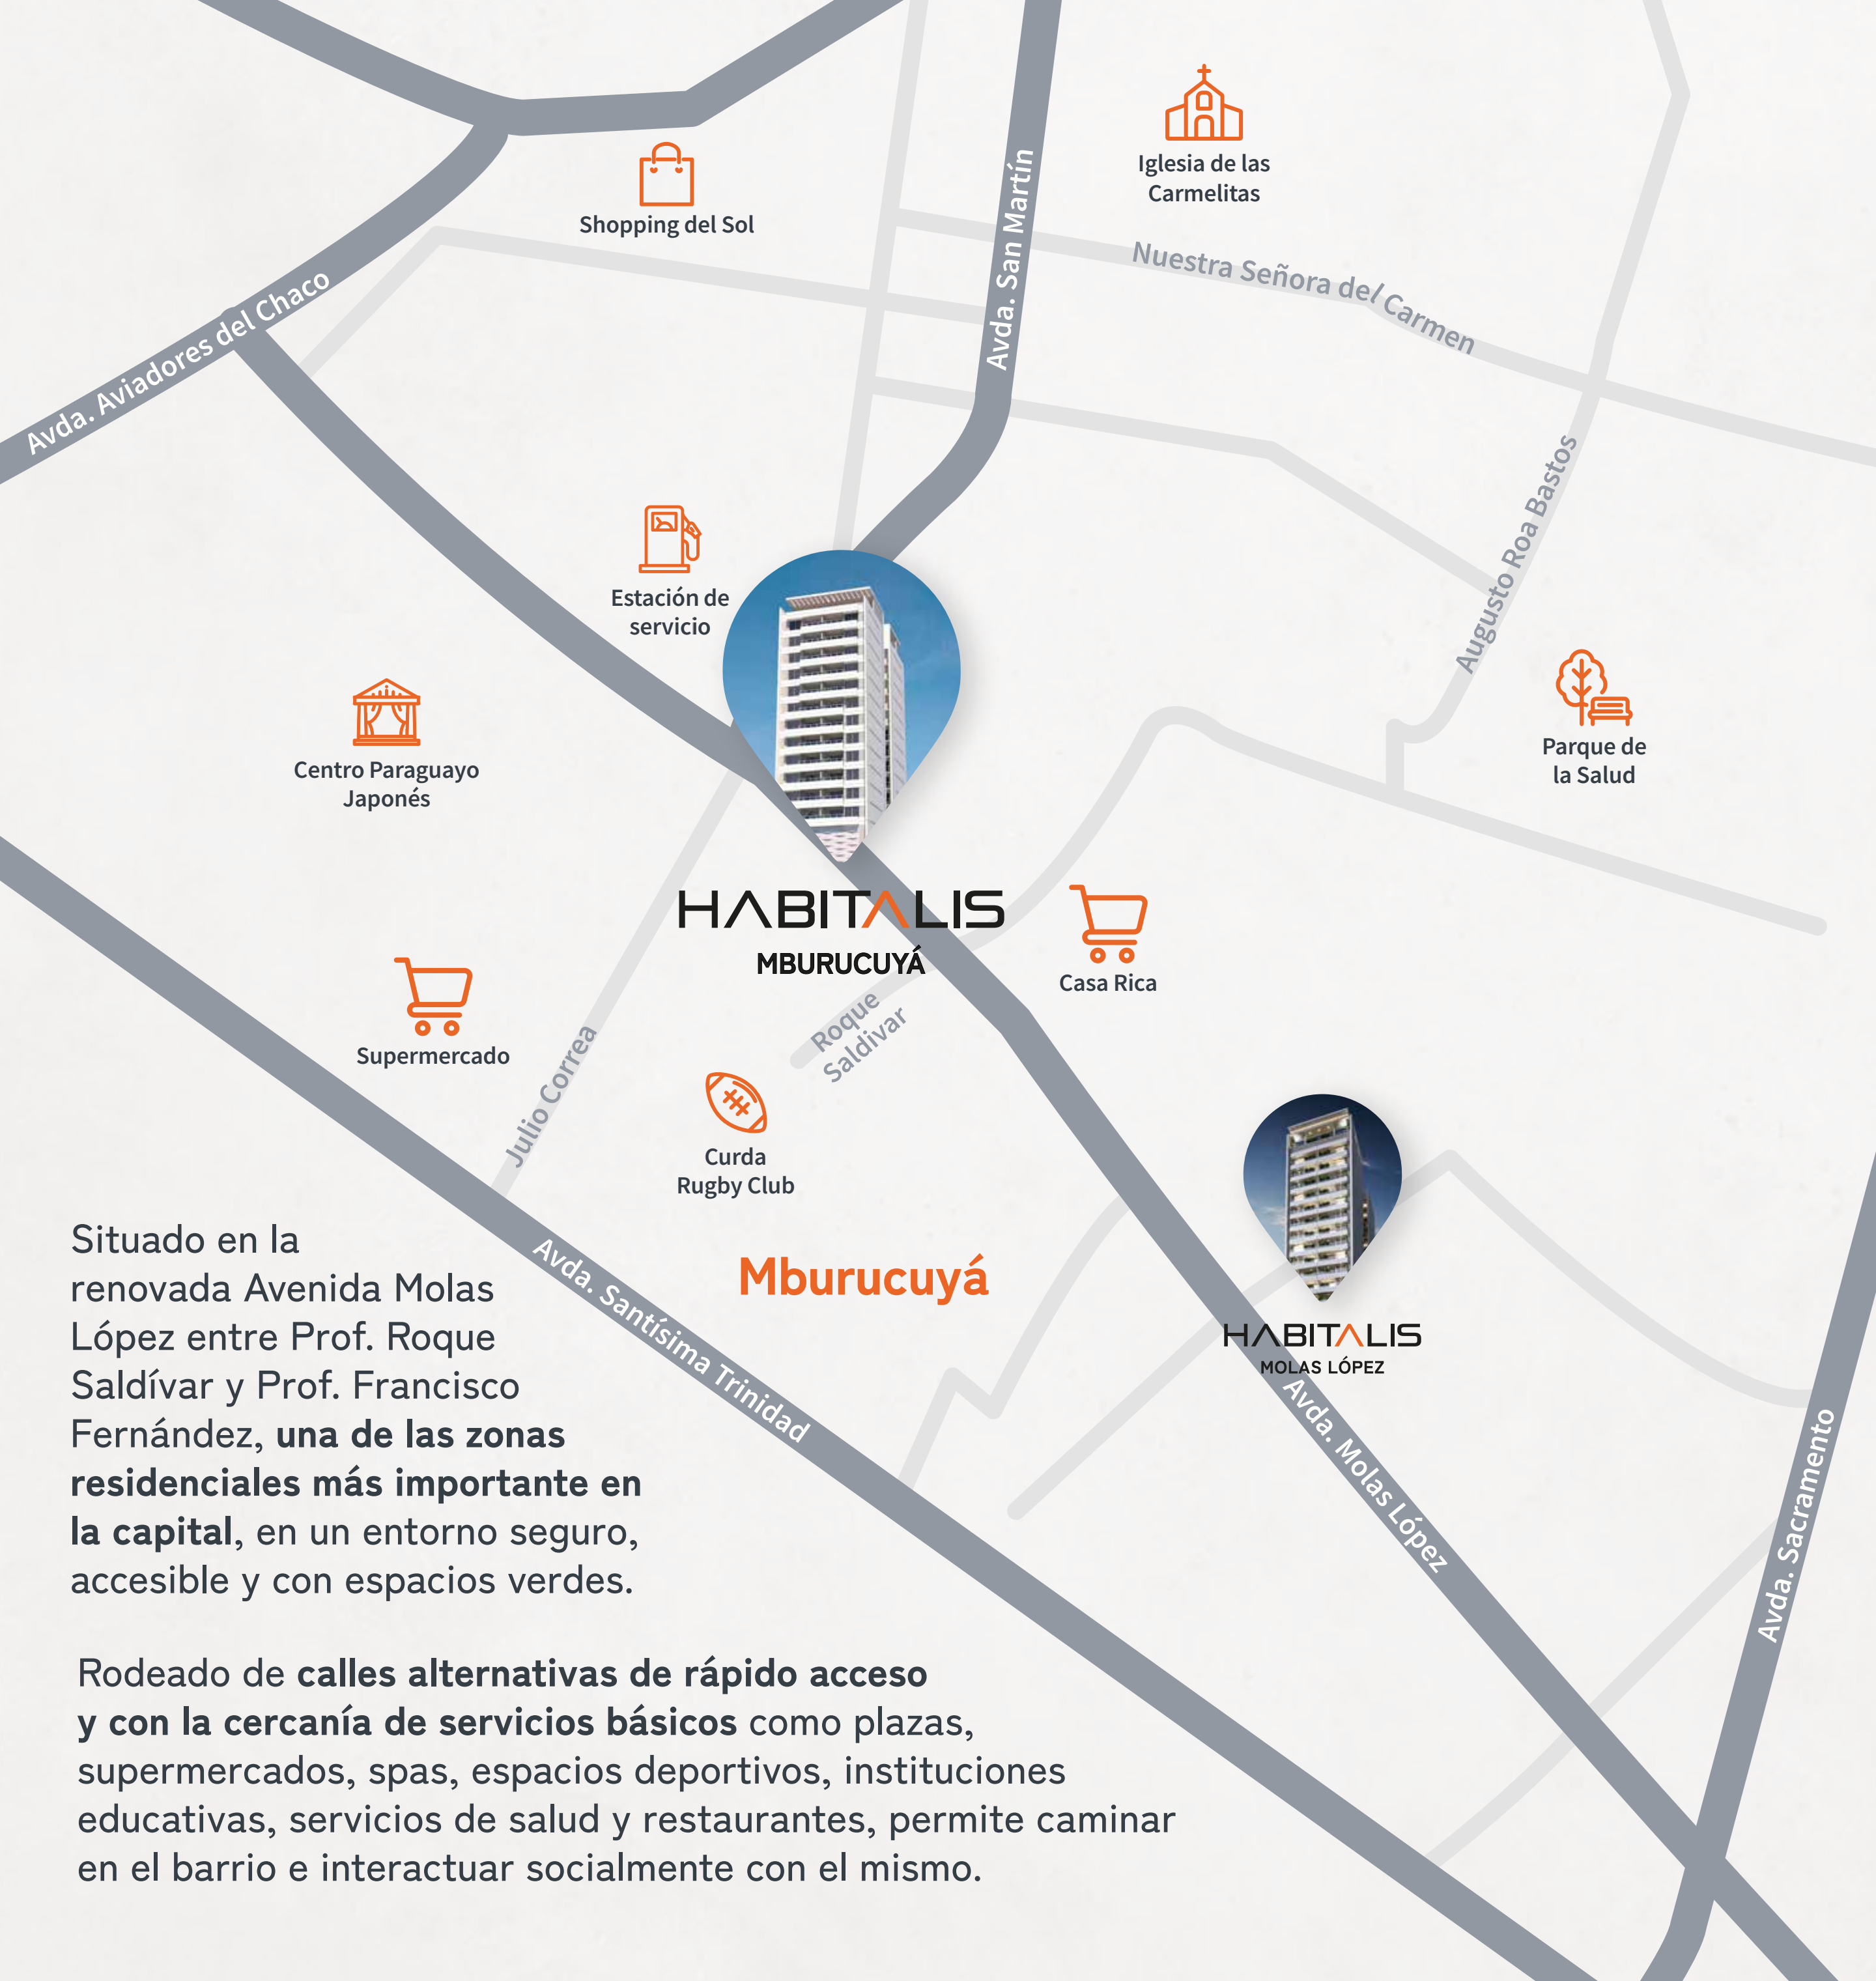 Iglesia de las
Carmelitas
Shopping del Sol
Avda. San Martín
Nuestra Señora del Carmen
Avda. Aviadores del Chaco
Augusto Roa Bastos
Estación de
servicio
Parque de
la Salud
Centro Paraguayo
Japonés
HABITALIS
MBURUCUYÁ
Casa Rica
Roque
Saldivar
Supermercado
Julio Correa
Curda
Rugby Club
Mburucuyá
Avda. Santísima Trinidad
HABITALIS
MOLAS LÓPEZ
Avda. Molas López
Avda. Sacramento
Situado en la
renovada Avenida Molas
López entre Prof. Roque
Saldívar y Prof. Francisco
Fernández, una de las zonas
residenciales más importante en
la capital, en un entorno seguro,
accesible y con espacios verdes.
Rodeado de calles alternativas de rápido acceso
y con la cercanía de servicios básicos como plazas,
supermercados, spas, espacios deportivos, instituciones
educativas, servicios de salud y restaurantes, permite caminar
en el barrio e interactuar socialmente con el mismo.